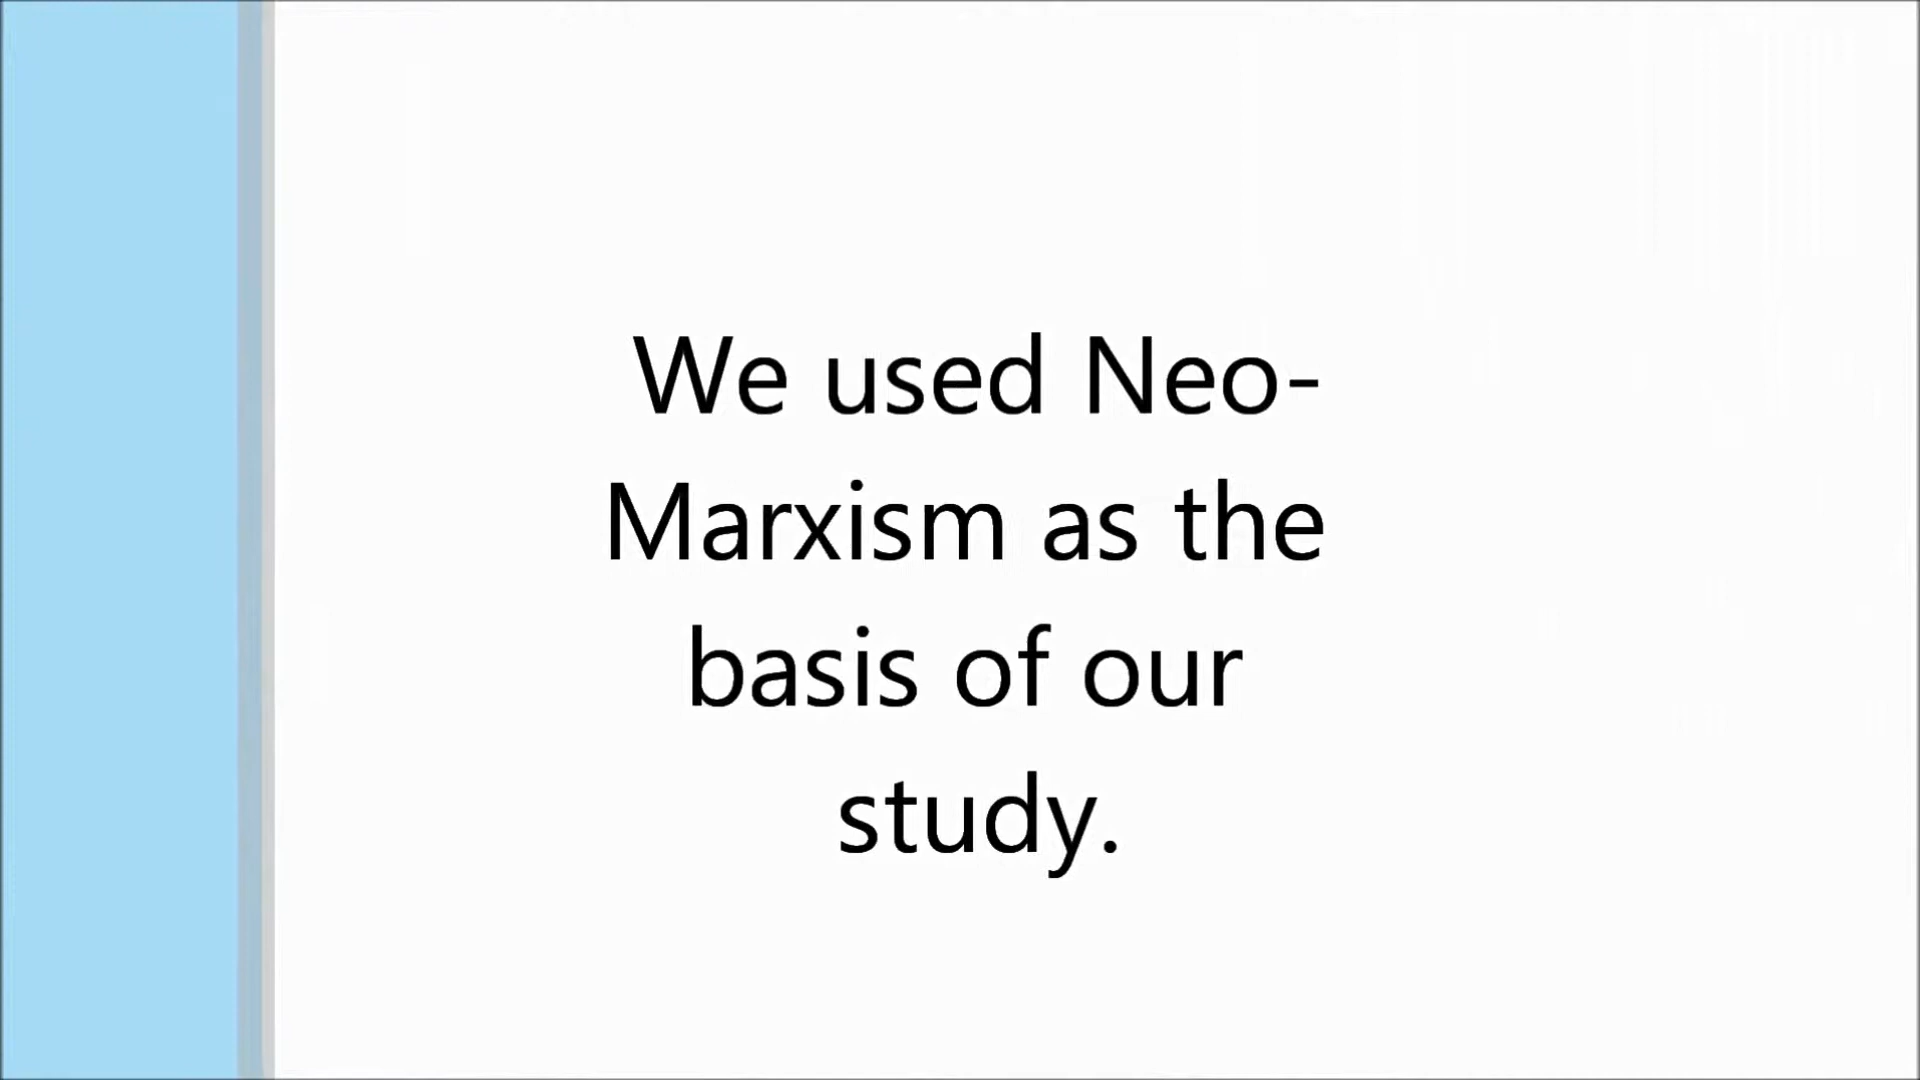 We used Neo-
Marxism as the
basis of our
study.